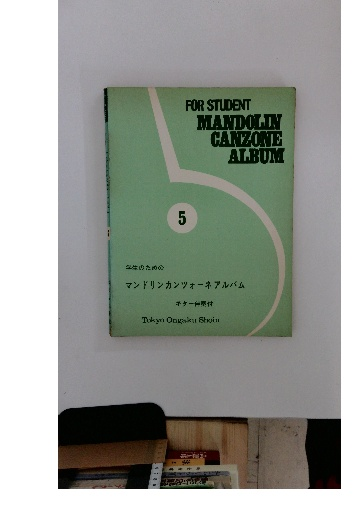 FOR STUDENT
MANDOLIN
CANZONE
ALBUM
5
学生のための
マンドリンカンツォーネアルバム
ギター伴奏付
Tokyo Ongaku Shoin